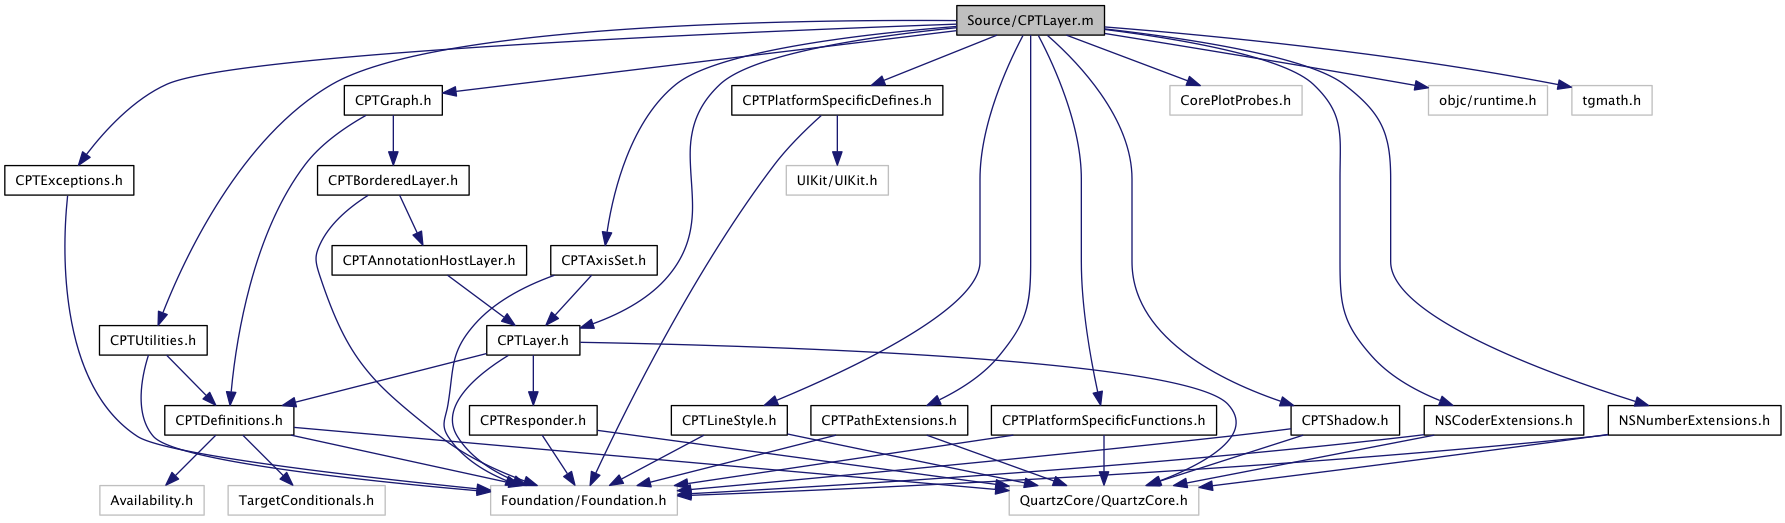 Source/CPTLayer.m
CPTGraph.h
CPTPlatformSpecificDefines.h
CorePlotProbes.h
objc/runtime.h
tgmath.h
CPTExceptions.h
CPTBorderedLayer.h
UIKit/UIKit.h
CPTAnnotationHostLayer.h
CPTAxisSet.h
CPTUtilities.h
CPTLayer.h
CPTDefinitions.h
CPTResponder.h
CPTLineStyle.h
CPTPathExtensions.h
CPTPlatformSpecificFunctions.h
CPTShadow.h
NSCoderExtensions.h
NSNumberExtensions.h
Availability.h
TargetConditionals.h
Foundation/Foundation.h
QuartzCore/QuartzCore.h